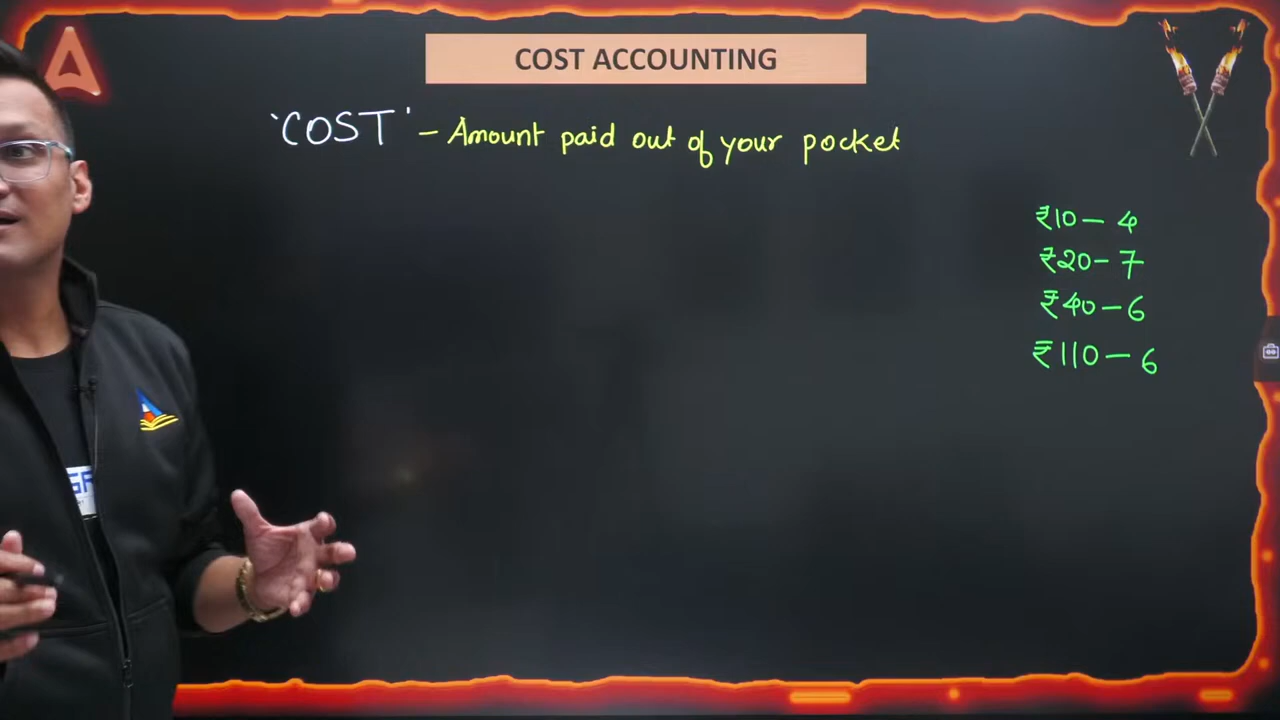 COST ACCOUNTING
'COST' – Amount paid out of your pocket
₹10 – 4
₹20 – 7
₹40 – 6
₹110 – 6